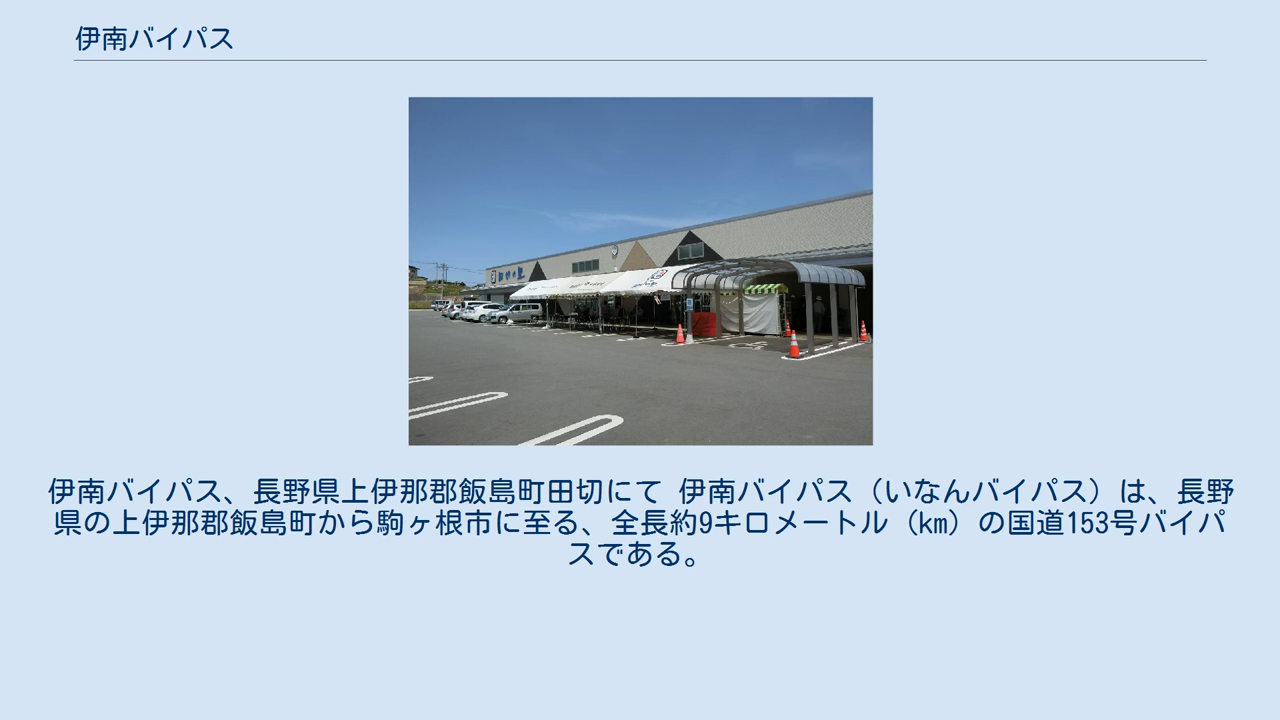 伊南バイパス
伊南バイパス、長野県上伊那郡飯島町田切にて 伊南バイパス（いなんバイパス）は、長野
県の上伊那郡飯島町から駒ヶ根市に至る、全長約9キロメートル（km）の国道153号バイパ
スである。